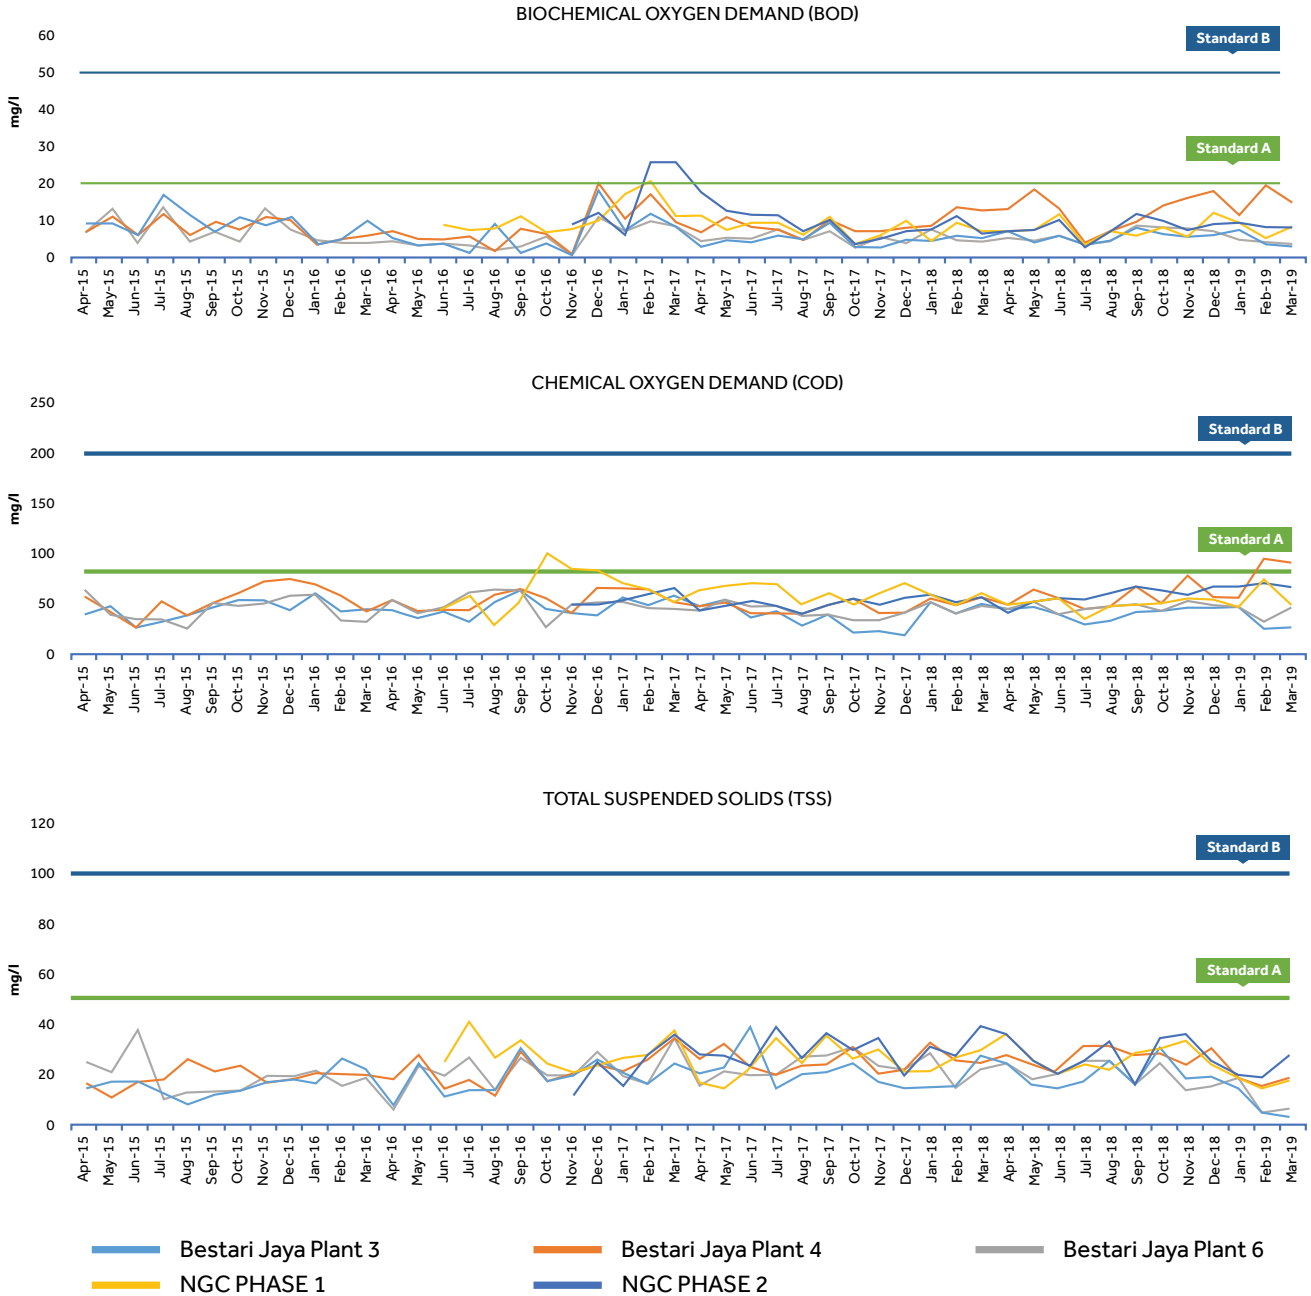 BIOCHEMICAL OXYGEN DEMAND (BOD)
60
50
40
30
20
10
0
mg/l
Standard B
Standard A
Apr-15 May-15 Jun-15 Jul-15 Aug-15 Sep-15 Oct-15 Nov-15 Dec-15 Jan-16 Feb-16 Mar-16 Apr-16 May-16 Jun-16 Jul-16 Aug-16 Sep-16 Oct-16 Nov-16 Dec-16 Jan-17 Feb-17 Mar-17 Apr-17 May-17 Jun-17 Jul-17 Aug-17 Sep-17 Oct-17 Nov-17 Dec-17 Jan-18 Feb-18 Mar-18 Apr-18 May-18 Jun-18 Jul-18 Aug-18 Sep-18 Oct-18 Nov-18 Dec-18 Jan-19 Feb-19 Mar-19
CHEMICAL OXYGEN DEMAND (COD)
250
200
150
100
50
0
mg/l
Standard B
Standard A
Apr-15 May-15 Jun-15 Jul-15 Aug-15 Sep-15 Oct-15 Nov-15 Dec-15 Jan-16 Feb-16 Mar-16 Apr-16 May-16 Jun-16 Jul-16 Aug-16 Sep-16 Oct-16 Nov-16 Dec-16 Jan-17 Feb-17 Mar-17 Apr-17 May-17 Jun-17 Jul-17 Aug-17 Sep-17 Oct-17 Nov-17 Dec-17 Jan-18 Feb-18 Mar-18 Apr-18 May-18 Jun-18 Jul-18 Aug-18 Sep-18 Oct-18 Nov-18 Dec-18 Jan-19 Feb-19 Mar-19
TOTAL SUSPENDED SOLIDS (TSS)
120
100
80
60
40
20
0
mg/l
Standard B
Standard A
Apr-15 May-15 Jun-15 Jul-15 Aug-15 Sep-15 Oct-15 Nov-15 Dec-15 Jan-16 Feb-16 Mar-16 Apr-16 May-16 Jun-16 Jul-16 Aug-16 Sep-16 Oct-16 Nov-16 Dec-16 Jan-17 Feb-17 Mar-17 Apr-17 May-17 Jun-17 Jul-17 Aug-17 Sep-17 Oct-17 Nov-17 Dec-17 Jan-18 Feb-18 Mar-18 Apr-18 May-18 Jun-18 Jul-18 Aug-18 Sep-18 Oct-18 Nov-18 Dec-18 Jan-19 Feb-19 Mar-19
Bestari Jaya Plant 3 Bestari Jaya Plant 4 Bestari Jaya Plant 6
NGC PHASE 1 NGC PHASE 2